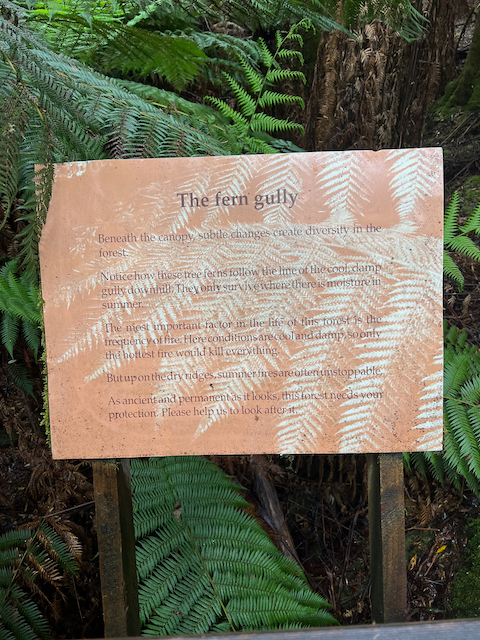 The fern gully
Beneath the canopy, subtle changes create diversity in the
forest.
Notice how these tree ferns follow the line of the cool, damp
gully downhill. They only survive where there is moisture in
summer.
The most important factor in the life of this forest is the
frequency of fire. Here conditions are cool and damp, so only
the hottest fire would kill everything.
But up on the dry ridges, summer fires are often unstoppable.
As ancient and permanent as it looks, this forest needs your
protection. Please help us to look after it.